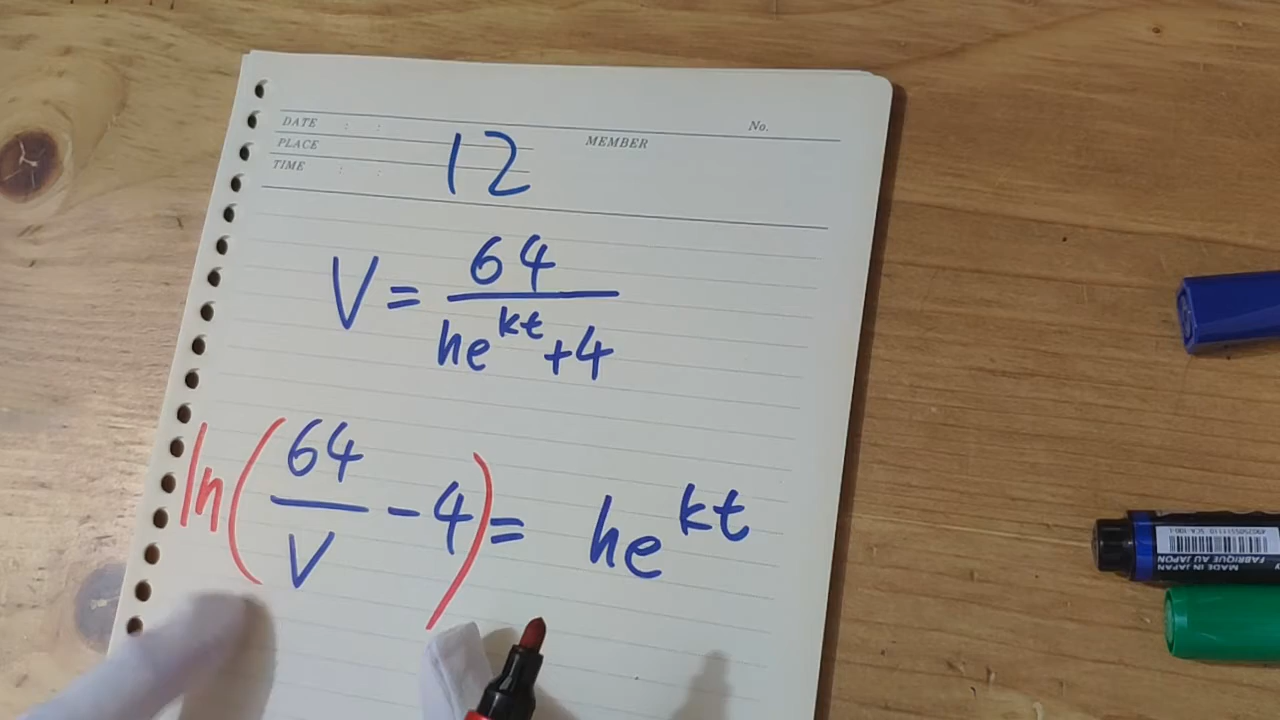 DATE : :
No.
PLACE
MEMBER
TIME : :
12
V = 64 / (he^{kt} + 4)
ln(64 / V - 4) = he^{kt}
MADE IN JAPAN
FABRIQUE AU JAPON